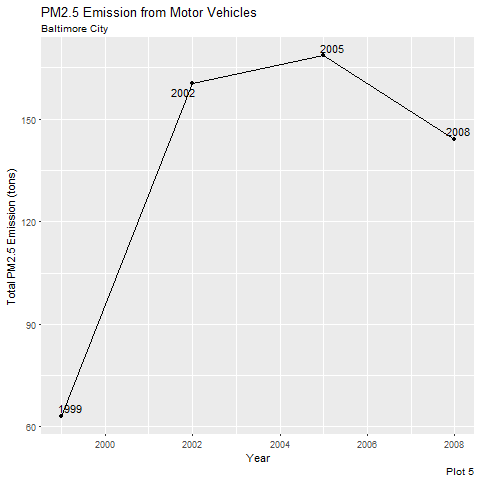 PM2.5 Emission from Motor Vehicles
Baltimore City
2005
2002
2008
1999
150
120
90
60
Total PM2.5 Emission (tons)
2000 2002 2004 2006 2008
Year
Plot 5